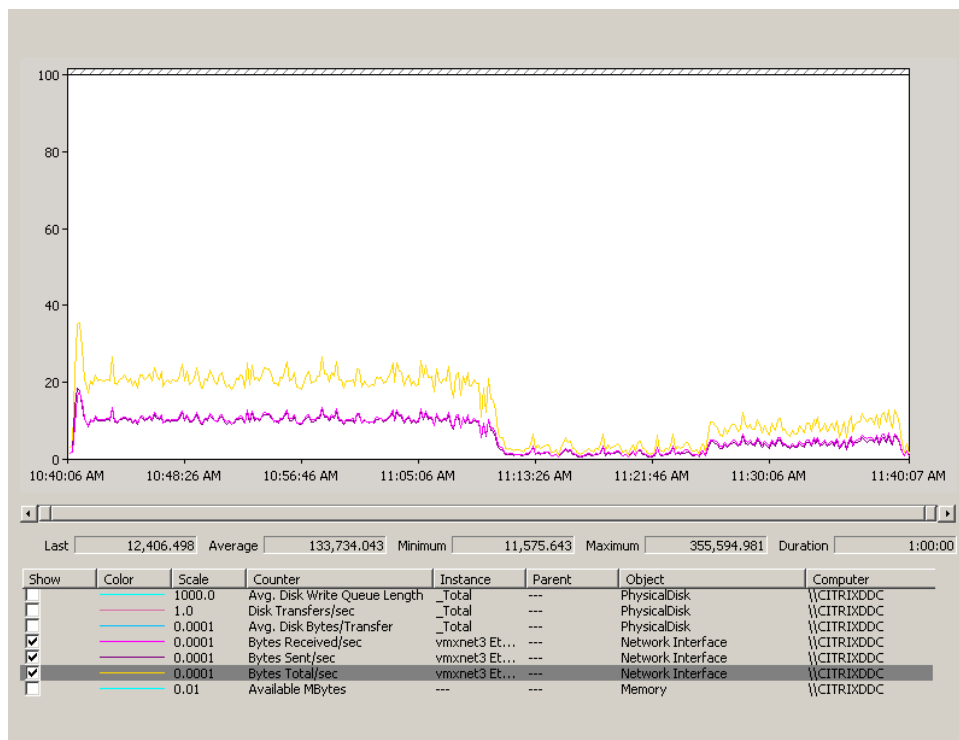 100
80
60
40
20
0
10:40:06 AM 10:48:26 AM 10:56:46 AM 11:05:06 AM 11:13:26 AM 11:21:46 AM 11:30:06 AM 11:40:07 AM
Last 12,406.498 Average 133,734.043 Minimum 11,575.643 Maximum 355,594.981 Duration 1:00:00
Show Color Scale Counter Instance Parent Object Computer
1000.0 Avg. Disk Write Queue Length _Total --- PhysicalDisk \\CITRIXDDC
1.0 Disk Transfers/sec _Total --- PhysicalDisk \\CITRIXDDC
0.0001 Avg. Disk Bytes/Transfer _Total --- PhysicalDisk \\CITRIXDDC
0.0001 Bytes Received/sec vmxnet3 Et... --- Network Interface \\CITRIXDDC
0.0001 Bytes Sent/sec vmxnet3 Et... --- Network Interface \\CITRIXDDC
0.0001 Bytes Total/sec vmxnet3 Et... --- Network Interface \\CITRIXDDC
0.01 Available MBytes --- --- Memory \\CITRIXDDC